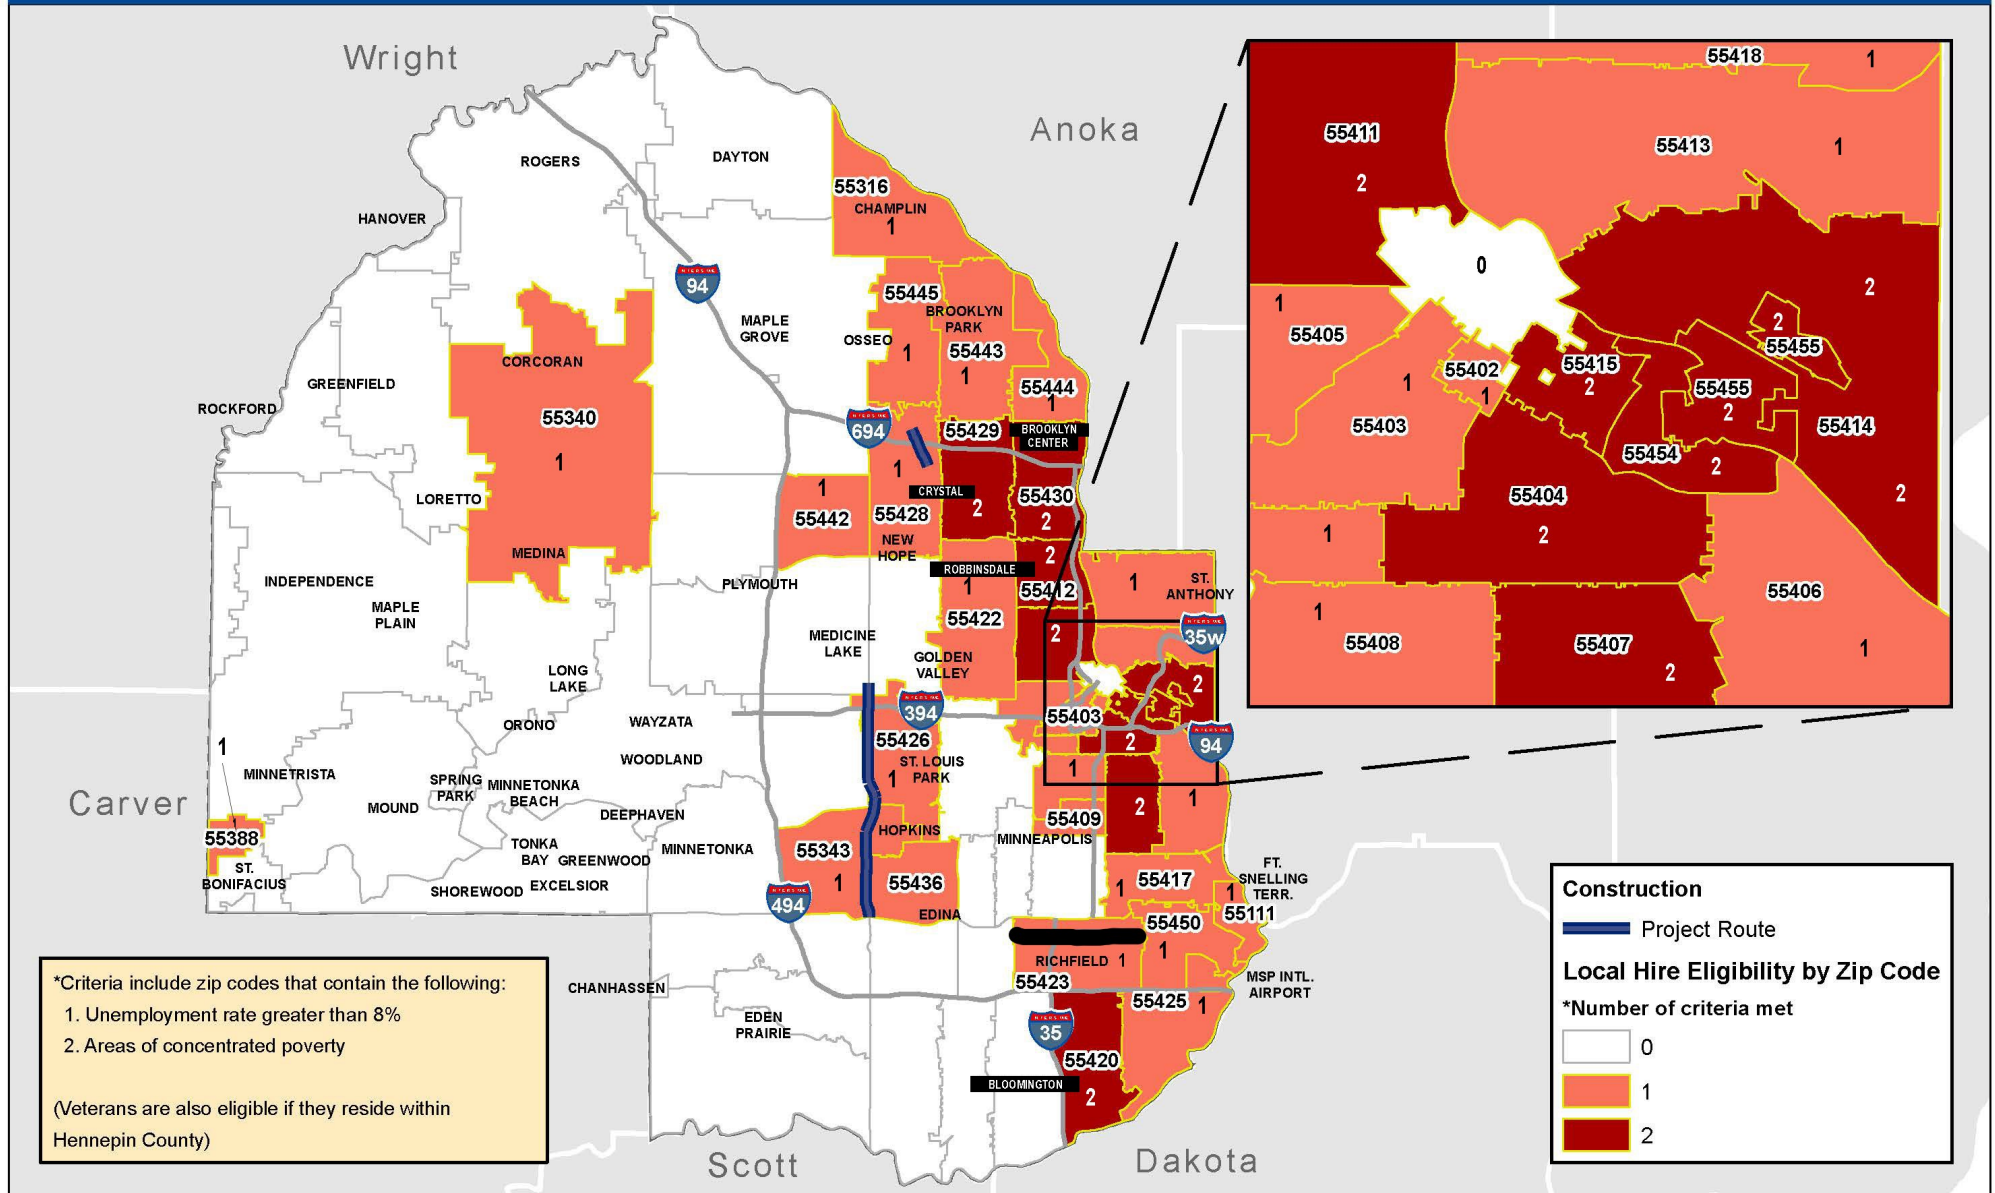 Wright
Anoka
ROGERS
DAYTON
HANOVER
55316
CHAMPLIN
1
94
55445
BROOKLYN
PARK
MAPLE
GROVE
OSSEO
1
55443
1
CORCORAN
GREENFIELD
ROCKFORD
55340
1
55444
1
694
55429
BROOKLYN
CENTER
LORETTO
1
55442
1
55428
CRYSTAL
2
55430
2
NEW
HOPE
MEDINA
INDEPENDENCE
MAPLE
PLAIN
PLYMOUTH
ROBBINSDALE
1
2
55412
1
ST.
ANTHONY
55422
MEDICINE
LAKE
2
35W
GOLDEN
VALLEY
LONG
LAKE
2
ORONO
WAYZATA
394
55403
55426
2
94
1
MINNETRISTA
WOODLAND
ST. LOUIS
PARK
1
1
SPRING
PARK
MINNETONKA
BEACH
MOUND
Carver
2
1
DEEPHAVEN
HOPKINS
55409
MINNEAPOLIS
1
55388
TONKA
BAY
GREENWOOD
MINNETONKA
55343
1
ST.
BONIFACIUS
SHOREWOOD
EXCELSIOR
55436
494
EDINA
1
55417
FT.
SNELLING
TERR.
1
55111
55450
1
RICHFIELD
1
55423
CHANHASSEN
MSP INTL.
AIRPORT
55425
1
EDEN
PRAIRIE
35
55420
BLOOMINGTON
2
Scott
Dakota
55418
1
55411
2
55413
1
0
2
1
55405
2
55455
55402
1
55415
2
55455
2
1
55403
55414
55454
2
55404
2
2
1
55406
1
55408
55407
2
1
*Criteria include zip codes that contain the following:
1. Unemployment rate greater than 8%
2. Areas of concentrated poverty
(Veterans are also eligible if they reside within
Hennepin County)
Construction
Project Route
Local Hire Eligibility by Zip Code
*Number of criteria met
0
1
2